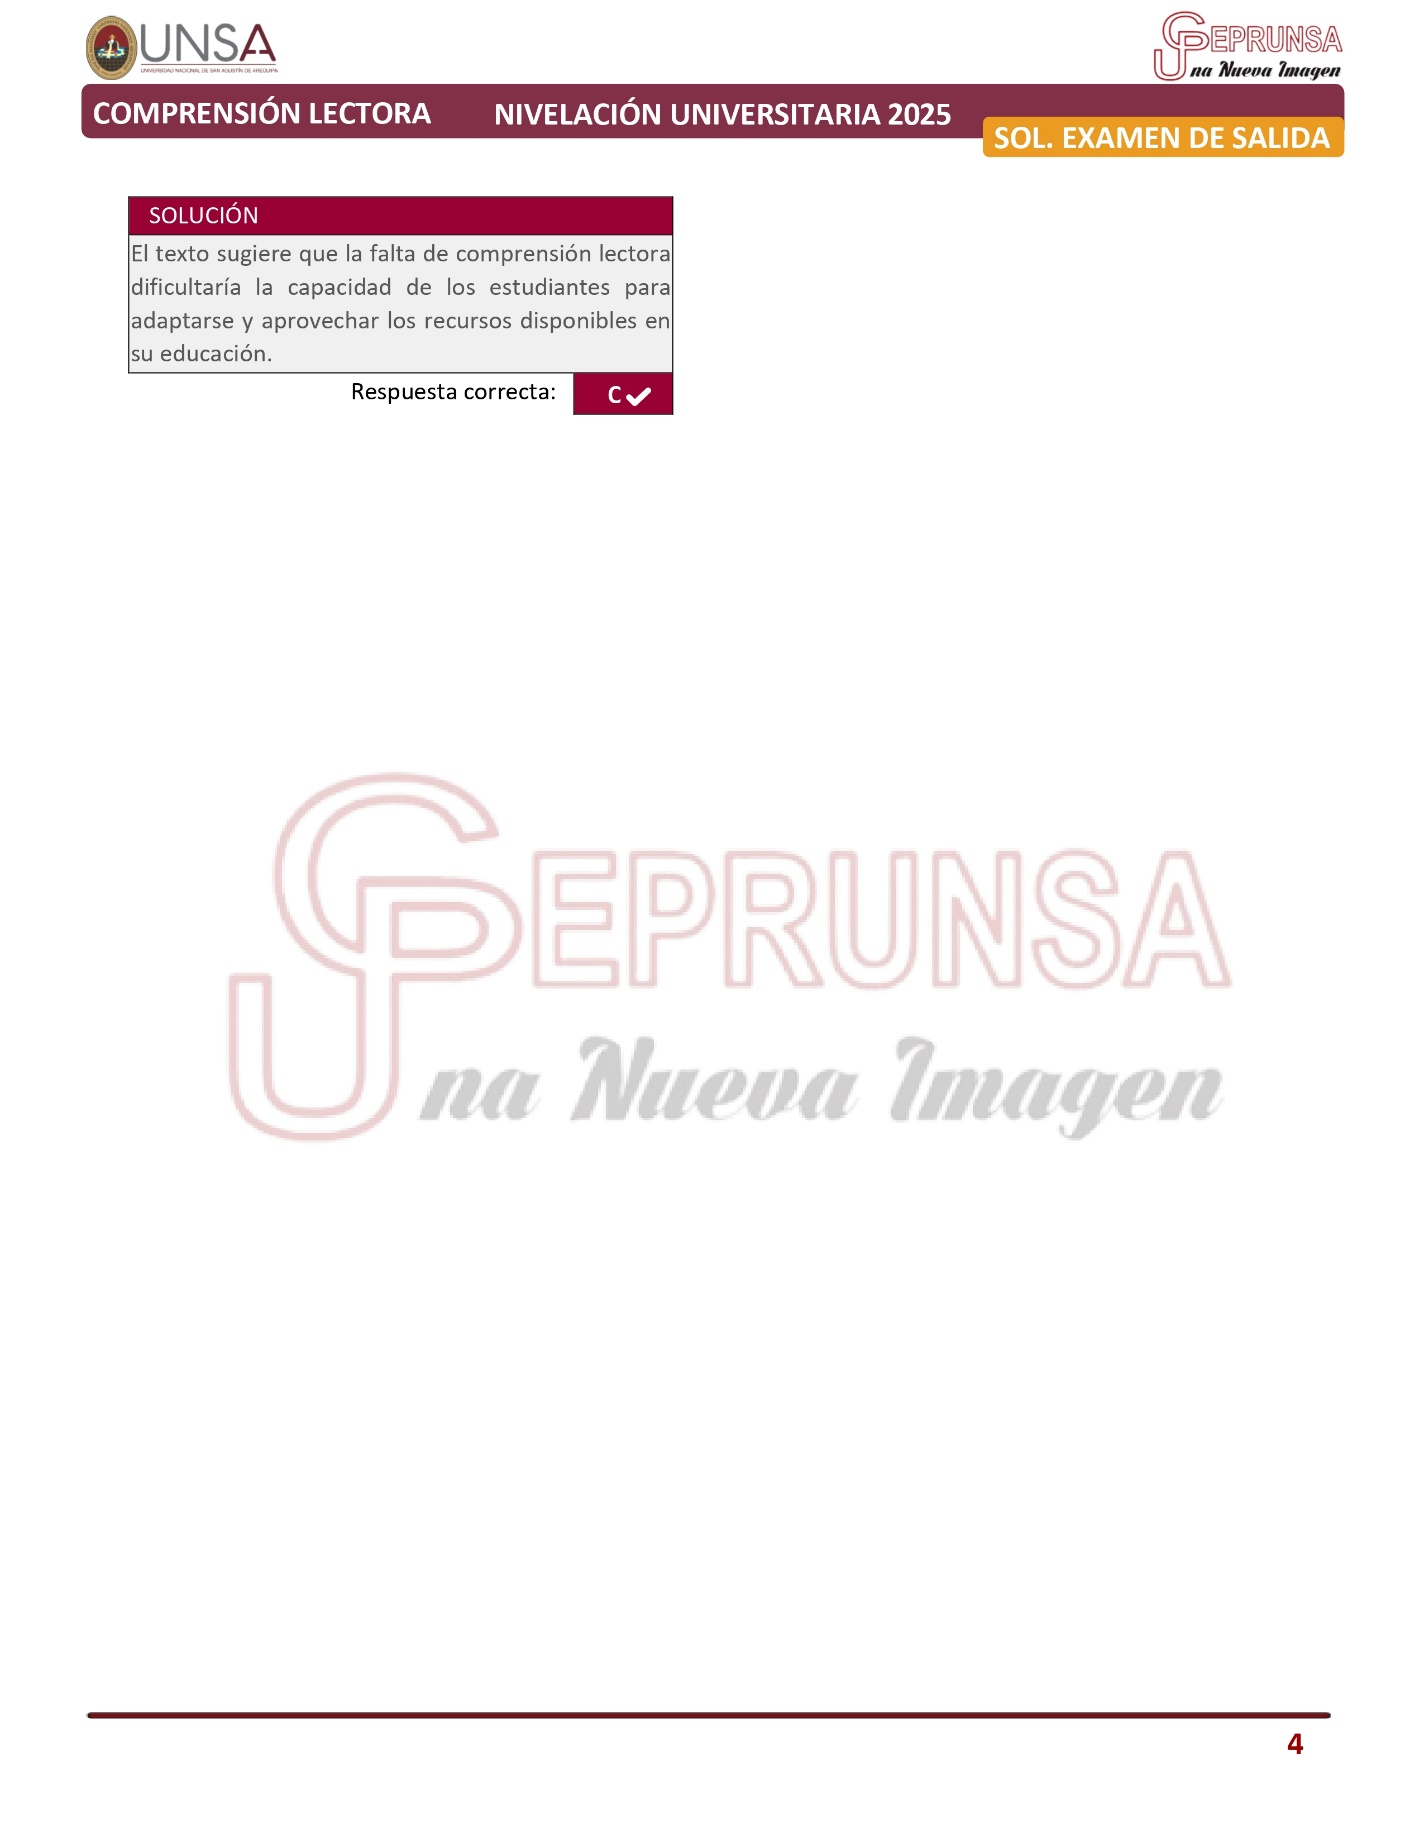 UNSA
UNIVERSIDAD NACIONAL DE SAN AGUSTÍN DE AREQUIPA
CEPRUNSA
Una Nueva Imagen
COMPRENSIÓN LECTORA NIVELACIÓN UNIVERSITARIA 2025
SOL. EXAMEN DE SALIDA
SOLUCIÓN
El texto sugiere que la falta de comprensión lectora
dificultaría la capacidad de los estudiantes para
adaptarse y aprovechar los recursos disponibles en
su educación.
Respuesta correcta: C
CEPRUNSA
Una Nueva Imagen
4